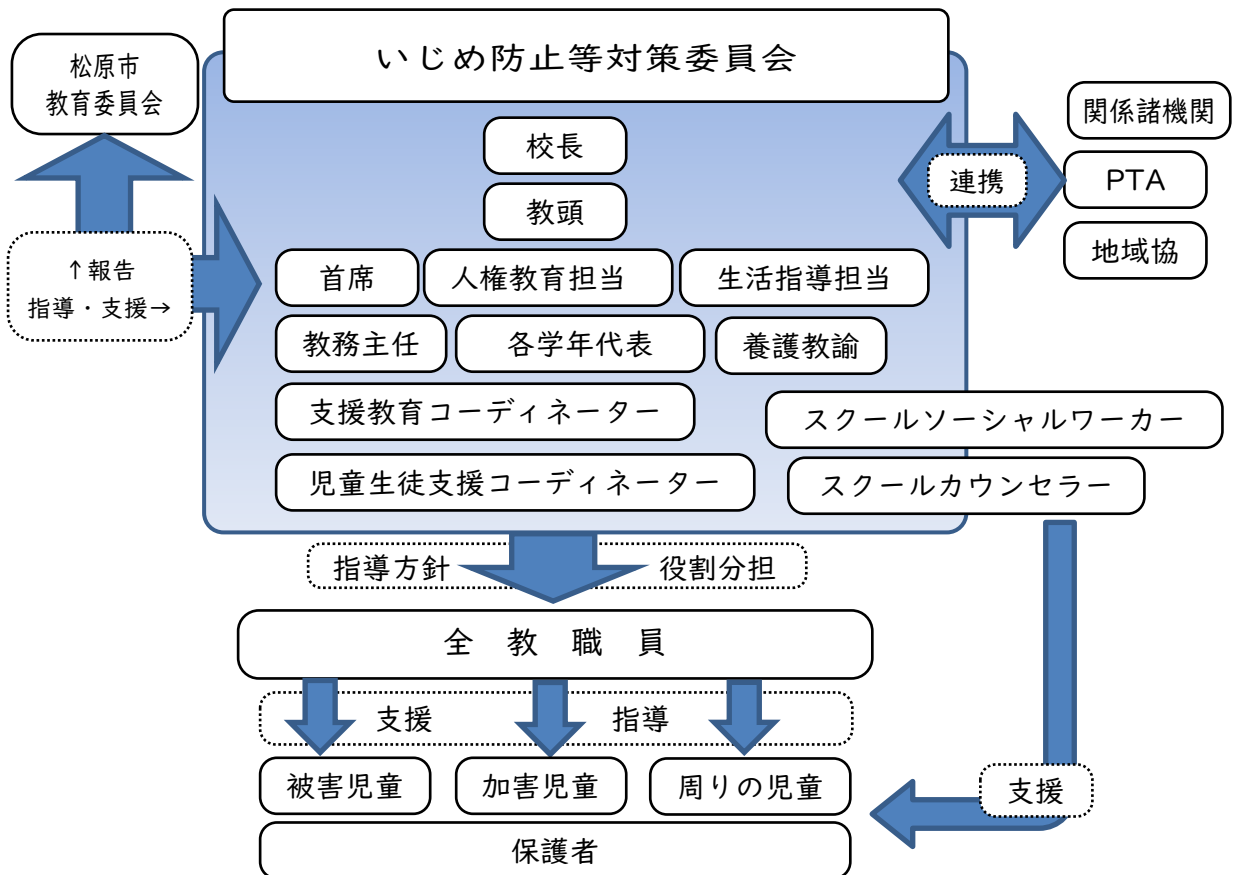 いじめ防止等対策委員会
松原市
教育委員会
関係諸機関
校長
連携
PTA
教頭
地域協
↑報告
指導・支援→
首席
人権教育担当
生活指導担当
教務主任
各学年代表
養護教諭
支援教育コーディネーター
スクールソーシャルワーカー
児童生徒支援コーディネーター
スクールカウンセラー
指導方針
役割分担
全 教 職 員
支援
指導
被害児童
加害児童
周りの児童
支援
保護者